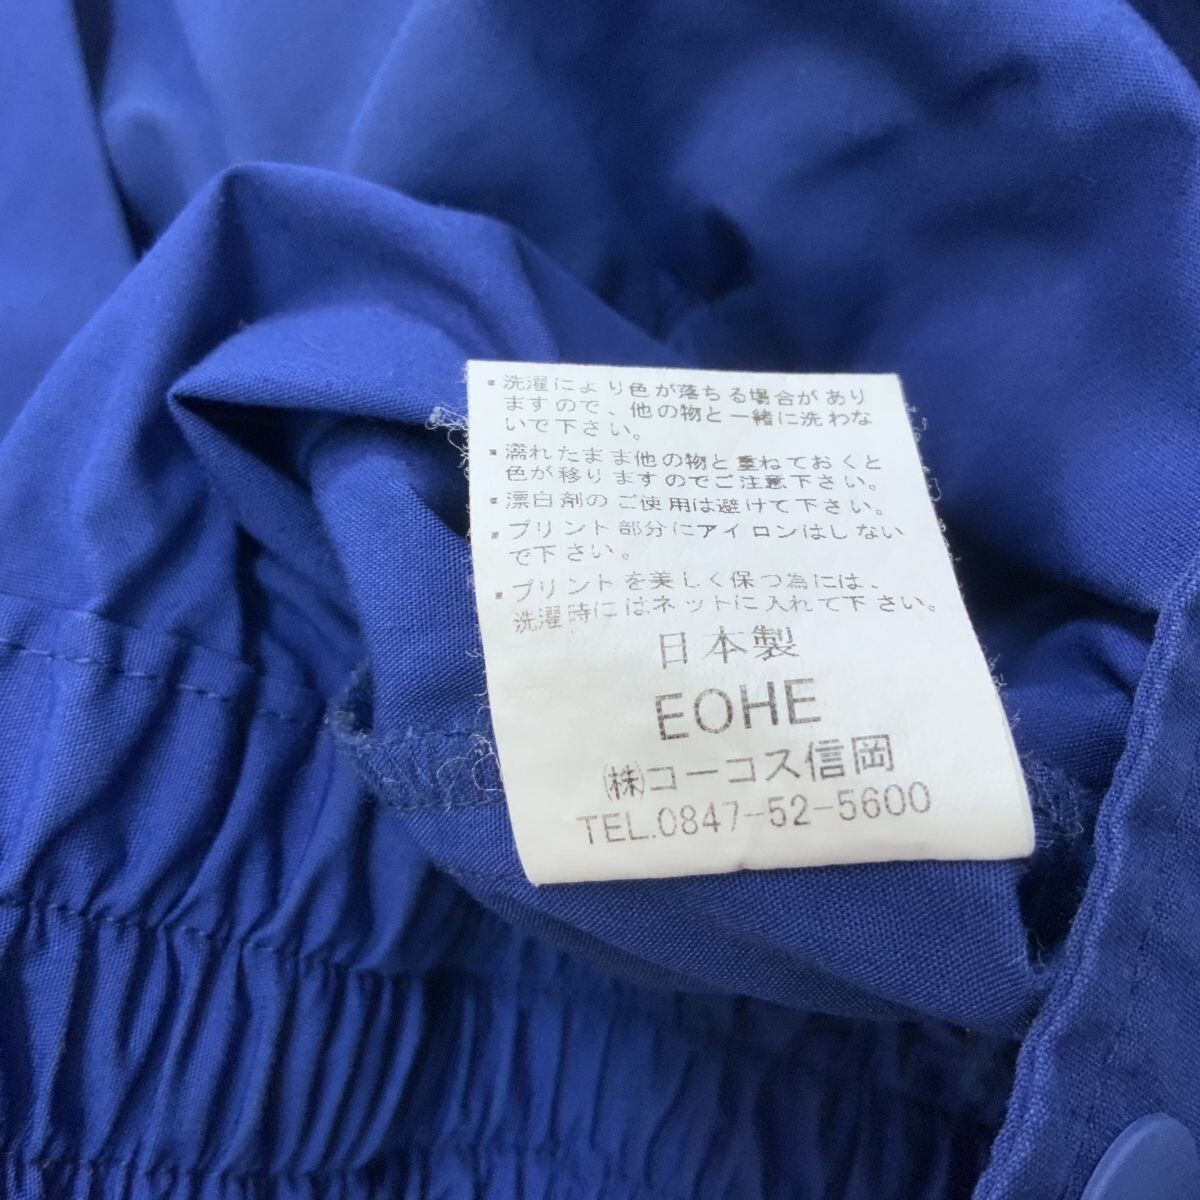 ▪洗濯により色が落ちる場合があり
ますので、他の物と一緒に洗わな
いで下さい。
▪濡れたまま他の物と重ねておくと
色が移りますのでご注意下さい。
▪漂白剤のご使用は避けて下さい。
▪プリント部分にアイロンはしない
で下さい。
▪プリントを美しく保つ為には、
洗濯時にはネットに入れて下さい。
日本製
EOHE
㈱コーコス信岡
TEL.0847-52-5600